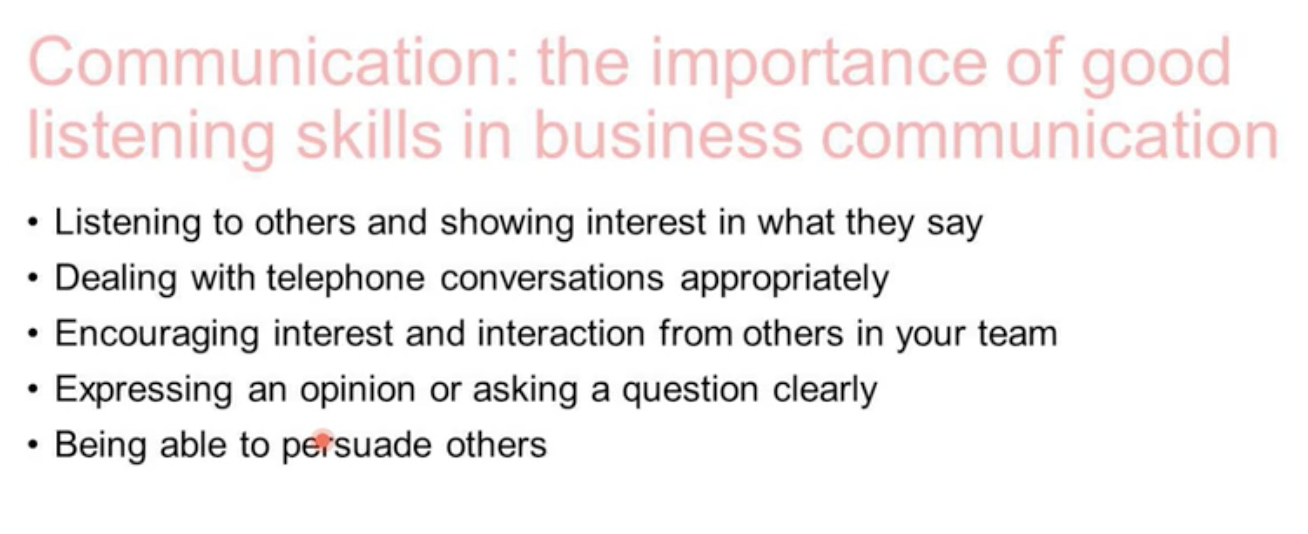 Communication: the importance of good
listening skills in business communication
• Listening to others and showing interest in what they say
• Dealing with telephone conversations appropriately
• Encouraging interest and interaction from others in your team
• Expressing an opinion or asking a question clearly
• Being able to persuade others